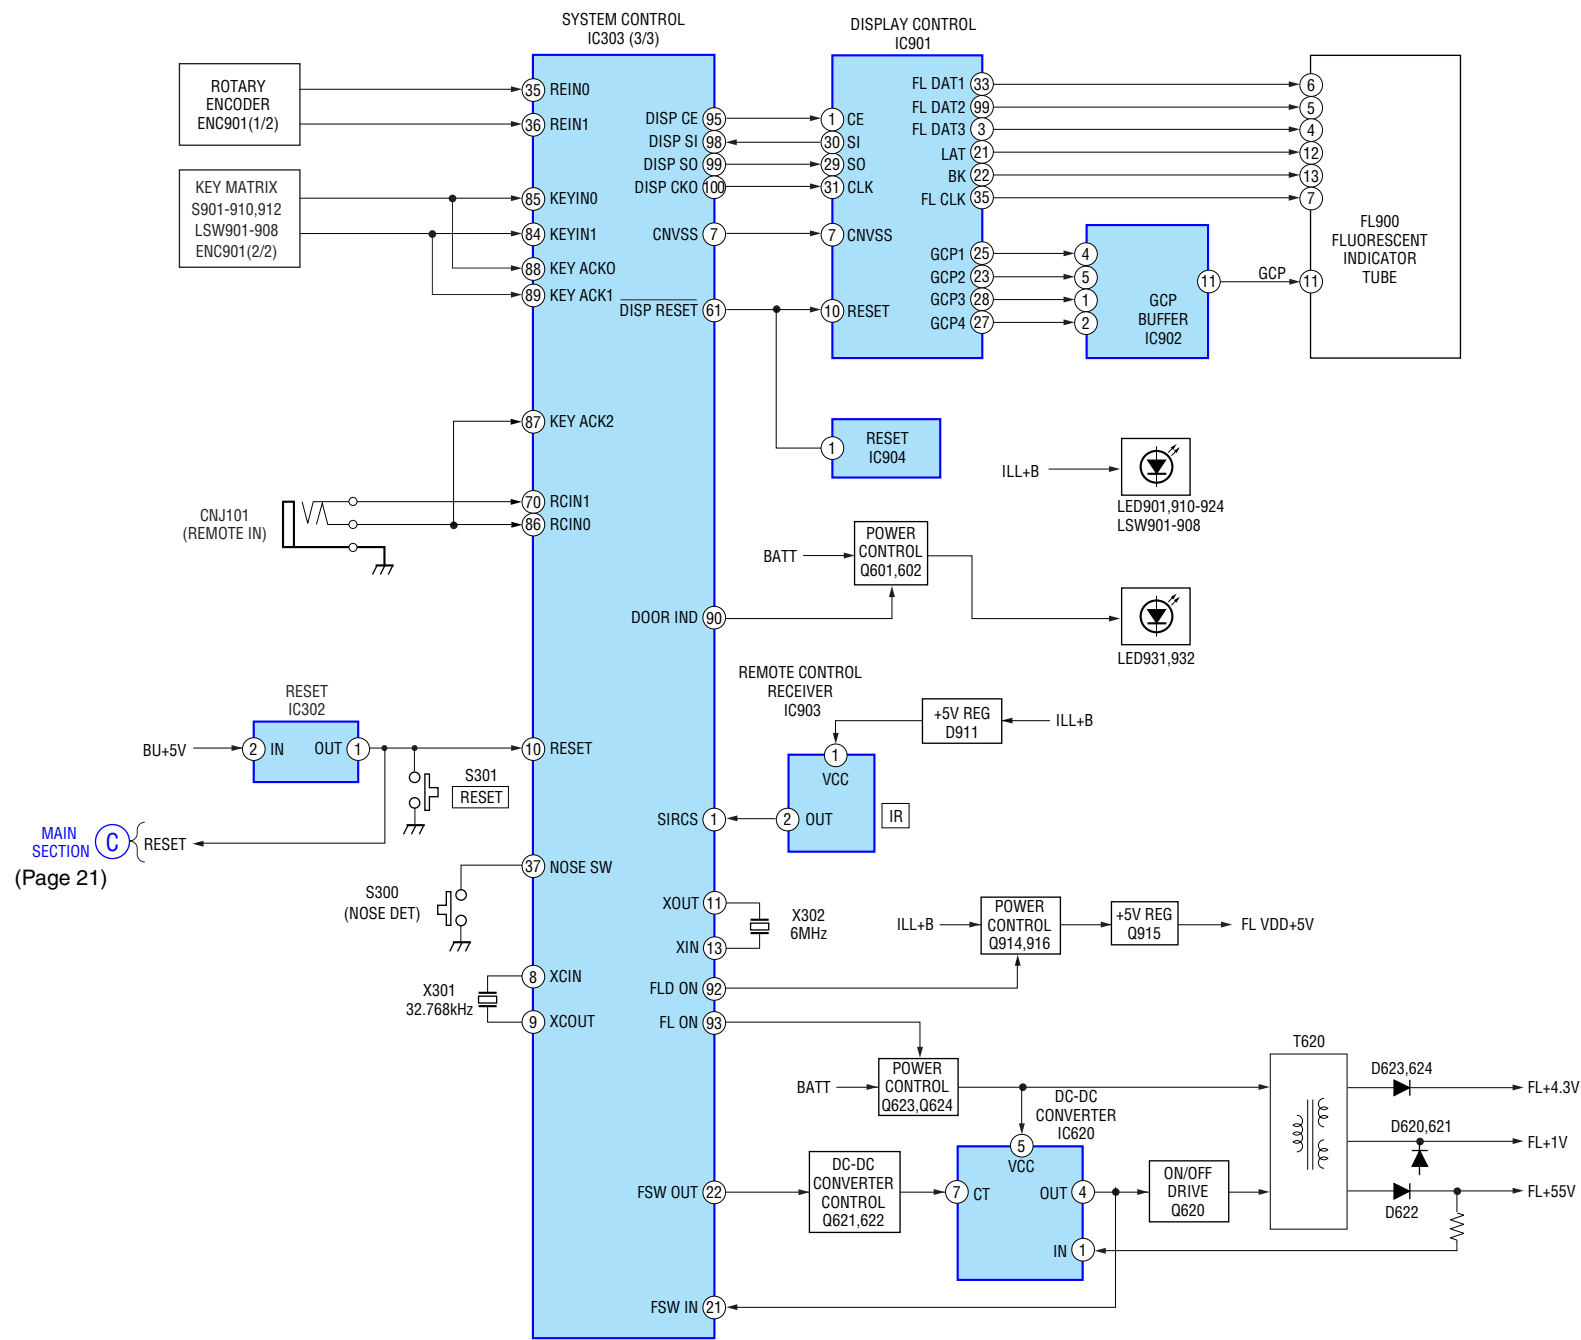 SYSTEM CONTROL
IC303 (3/3)
DISPLAY CONTROL
IC901
ROTARY
ENCODER
ENC901(1/2)
35 REIN0
36 REIN1
KEY MATRIX
S901-910,912
LSW901-908
ENC901(2/2)
85 KEYIN0
84 KEYIN1
88 KEY ACK0
89 KEY ACK1
87 KEY ACK2
CNJ101
(REMOTE IN)
70 RCIN1
86 RCIN0
RESET
IC302
BU+5V
2 IN
OUT 1
10 RESET
S301
RESET
MAIN
SECTION
C
RESET
(Page 21)
37 NOSE SW
S300
(NOSE DET)
X301
32.768kHz
8 XCIN
9 XCOUT
DISP CE 95
DISP SI 98
DISP SO 99
DISP CKO 100
CNVSS 7
DISP RESET 61
DOOR IND 90
SIRCS 1
XOUT 11
XIN 13
X302
6MHz
FLD ON 92
FL ON 93
FSW OUT 22
FSW IN 21
1 CE
30 SI
29 SO
31 CLK
7 CNVSS
10 RESET
FL DAT1 33
FL DAT2 99
FL DAT3 3
LAT 21
BK 22
FL CLK 35
GCP1 25
GCP2 23
GCP3 28
GCP4 27
4
5
1
2
GCP
BUFFER
IC902
11
GCP
6
5
4
12
13
7
11
FL900
FLUORESCENT
INDICATOR
TUBE
1
RESET
IC904
ILL+B
LED901,910-924
LSW901-908
BATT
POWER
CONTROL
Q601,602
LED931,932
REMOTE CONTROL
RECEIVER
IC903
+5V REG
D911
ILL+B
1
VCC
2 OUT
IR
ILL+B
POWER
CONTROL
Q914,916
+5V REG
Q915
FL VDD+5V
BATT
POWER
CONTROL
Q623,Q624
DC-DC
CONVERTER
IC620
5
VCC
7 CT
OUT 4
IN 1
DC-DC
CONVERTER
CONTROL
Q621,622
ON/OFF
DRIVE
Q620
T620
D623,624
FL+4.3V
D620,621
FL+1V
D622
FL+55V